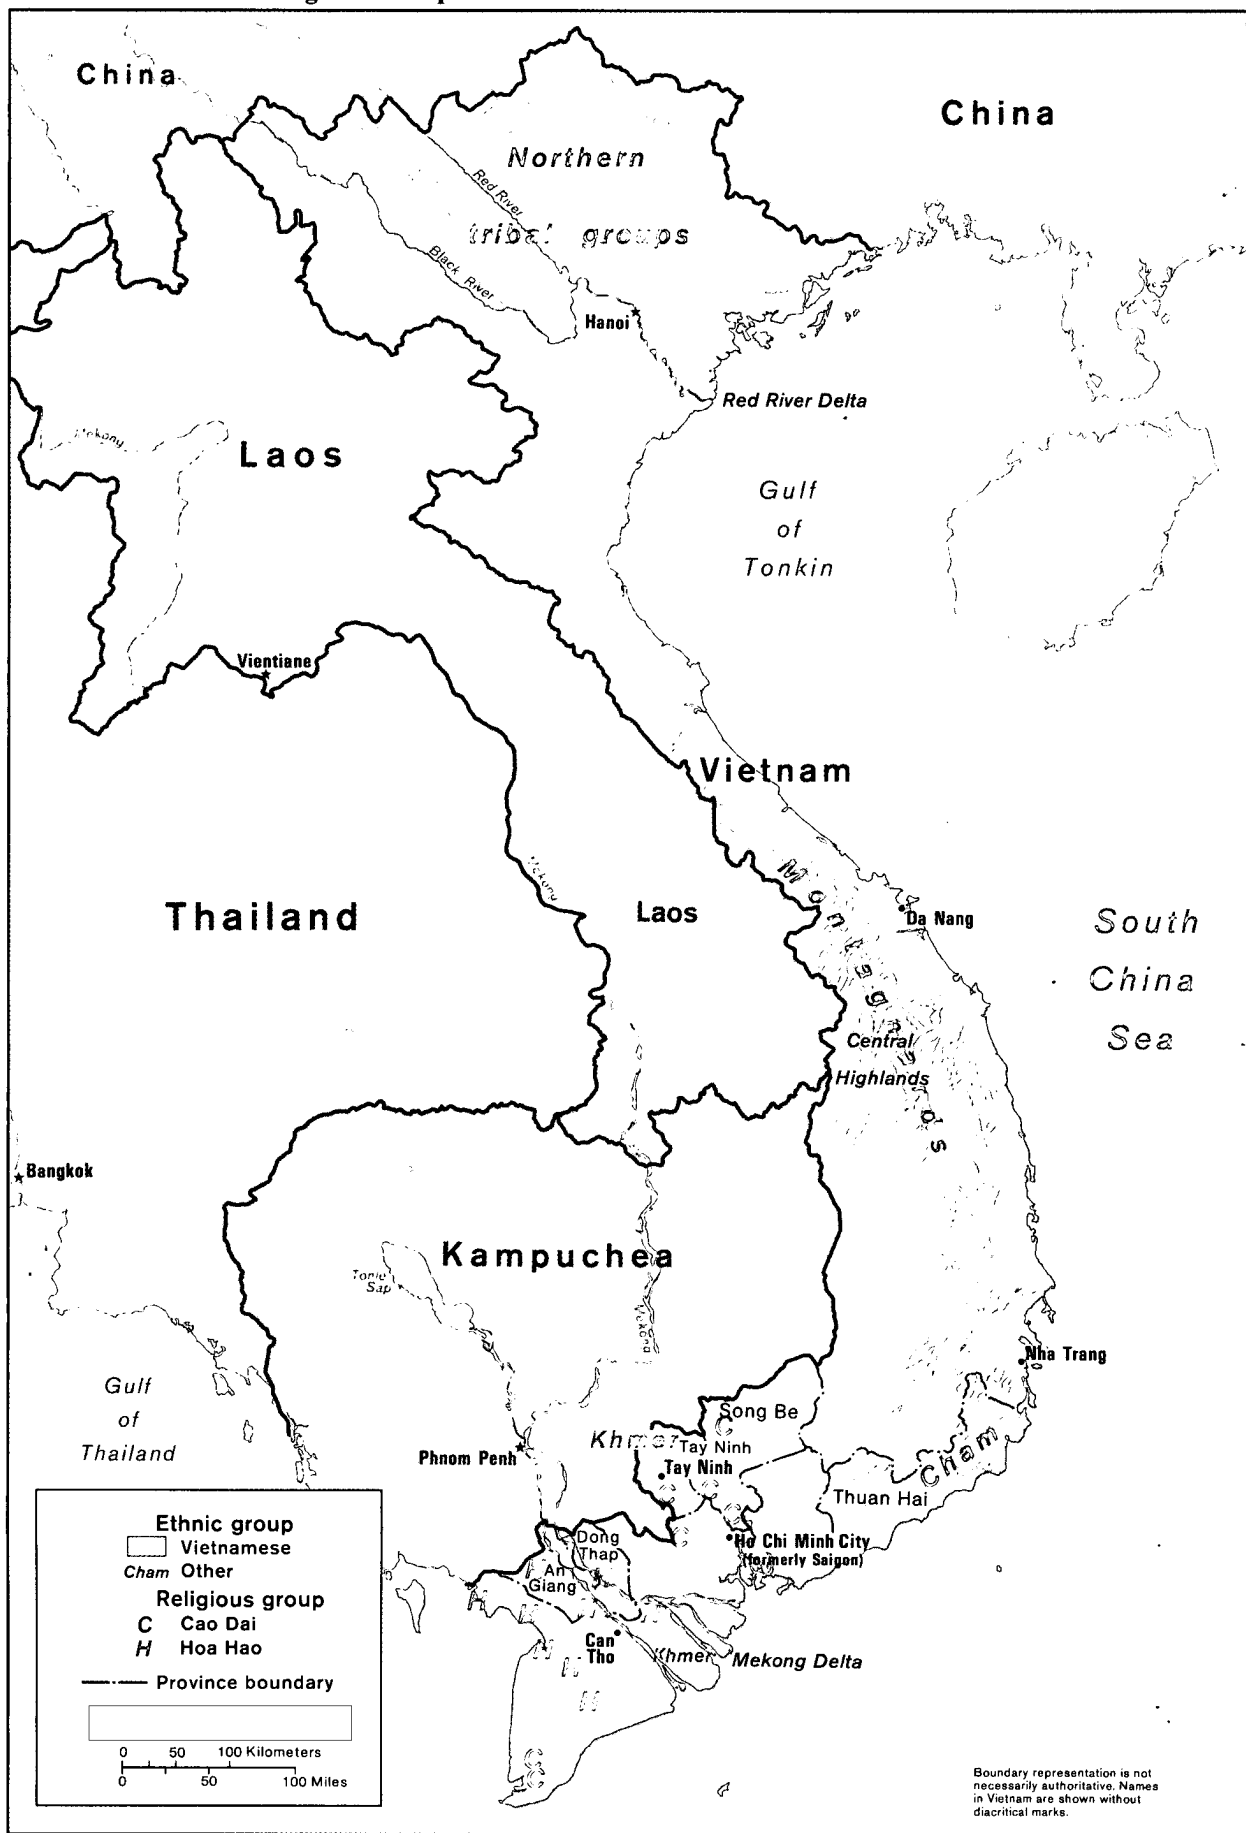 China
China
Northern
tribal groups
Red River
Black River
Hanoi
Red River Delta
Mekong
Laos
Gulf
of
Tonkin
Vientiane
Vietnam
Thailand
Mekong
Laos
Montagnards
Da Nang
South
China
Sea
Central
Highlands
Bangkok
Kampuchea
Tonle
Sap
Mekong
Nha Trang
Gulf
of
Thailand
Song Be
C
Khmer
Tay Ninh
Phnom Penh
Tay Ninh
Cham
C
C
Thuan Hai
C
C
Ho Chi Minh City
(formerly Saigon)
Dong
Thap
An
Giang
H
H
H
Can
Tho
H
Khmer
Mekong Delta
H
H
C
C
Ethnic group
Vietnamese
Cham Other
Religious group
C Cao Dai
H Hoa Hao
Province boundary
0 50 100 Kilometers
0 50 100 Miles
Boundary representation is not
necessarily authoritative. Names
in Vietnam are shown without
diacritical marks.